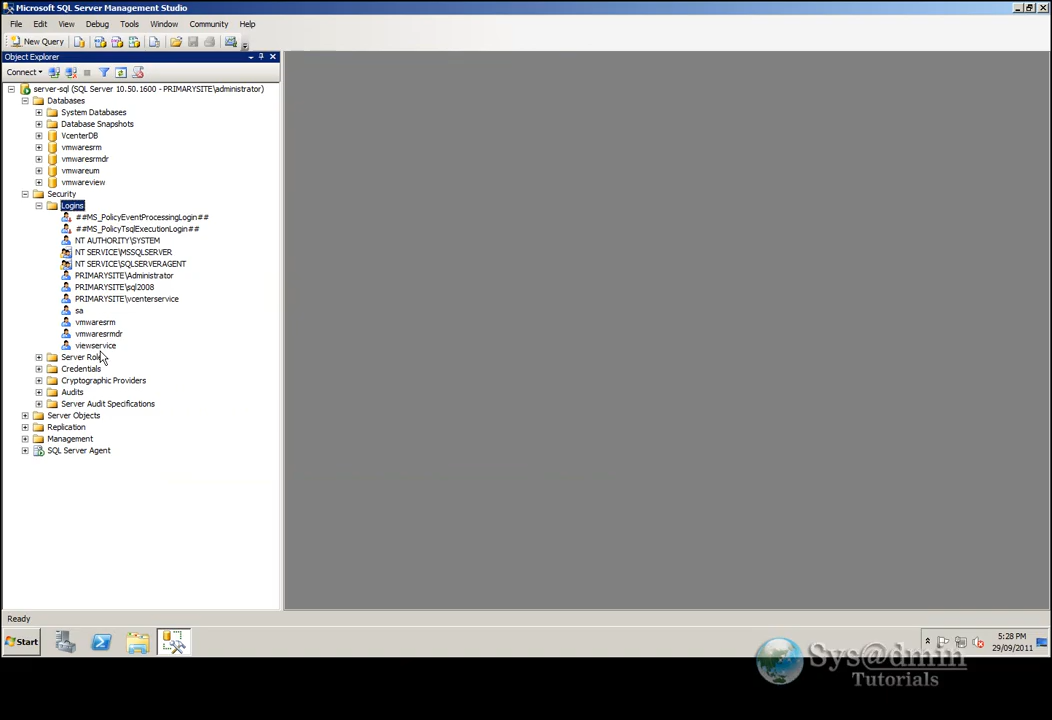 Microsoft SQL Server Management Studio
File Edit View Debug Tools Window Community Help
New Query
Object Explorer
Connect
server-sql (SQL Server 10.50.1600 - PRIMARYSITE\administrator)
Databases
System Databases
Database Snapshots
VcenterDB
vmwaresrm
vmwaresrmdr
vmwareum
vmwareview
Security
Logins
##MS_PolicyEventProcessingLogin##
##MS_PolicyTsqlExecutionLogin##
NT AUTHORITY\SYSTEM
NT SERVICE\MSSQLSERVER
NT SERVICE\SQLSERVERAGENT
PRIMARYSITE\Administrator
PRIMARYSITE\sql2008
PRIMARYSITE\vcenterservice
sa
vmwaresrm
vmwaresrmdr
viewservice
Server Role
Credentials
Cryptographic Providers
Audits
Server Audit Specifications
Server Objects
Replication
Management
SQL Server Agent
Ready
Start
5:28 PM
29/09/2011
Sys@dmin
Tutorials